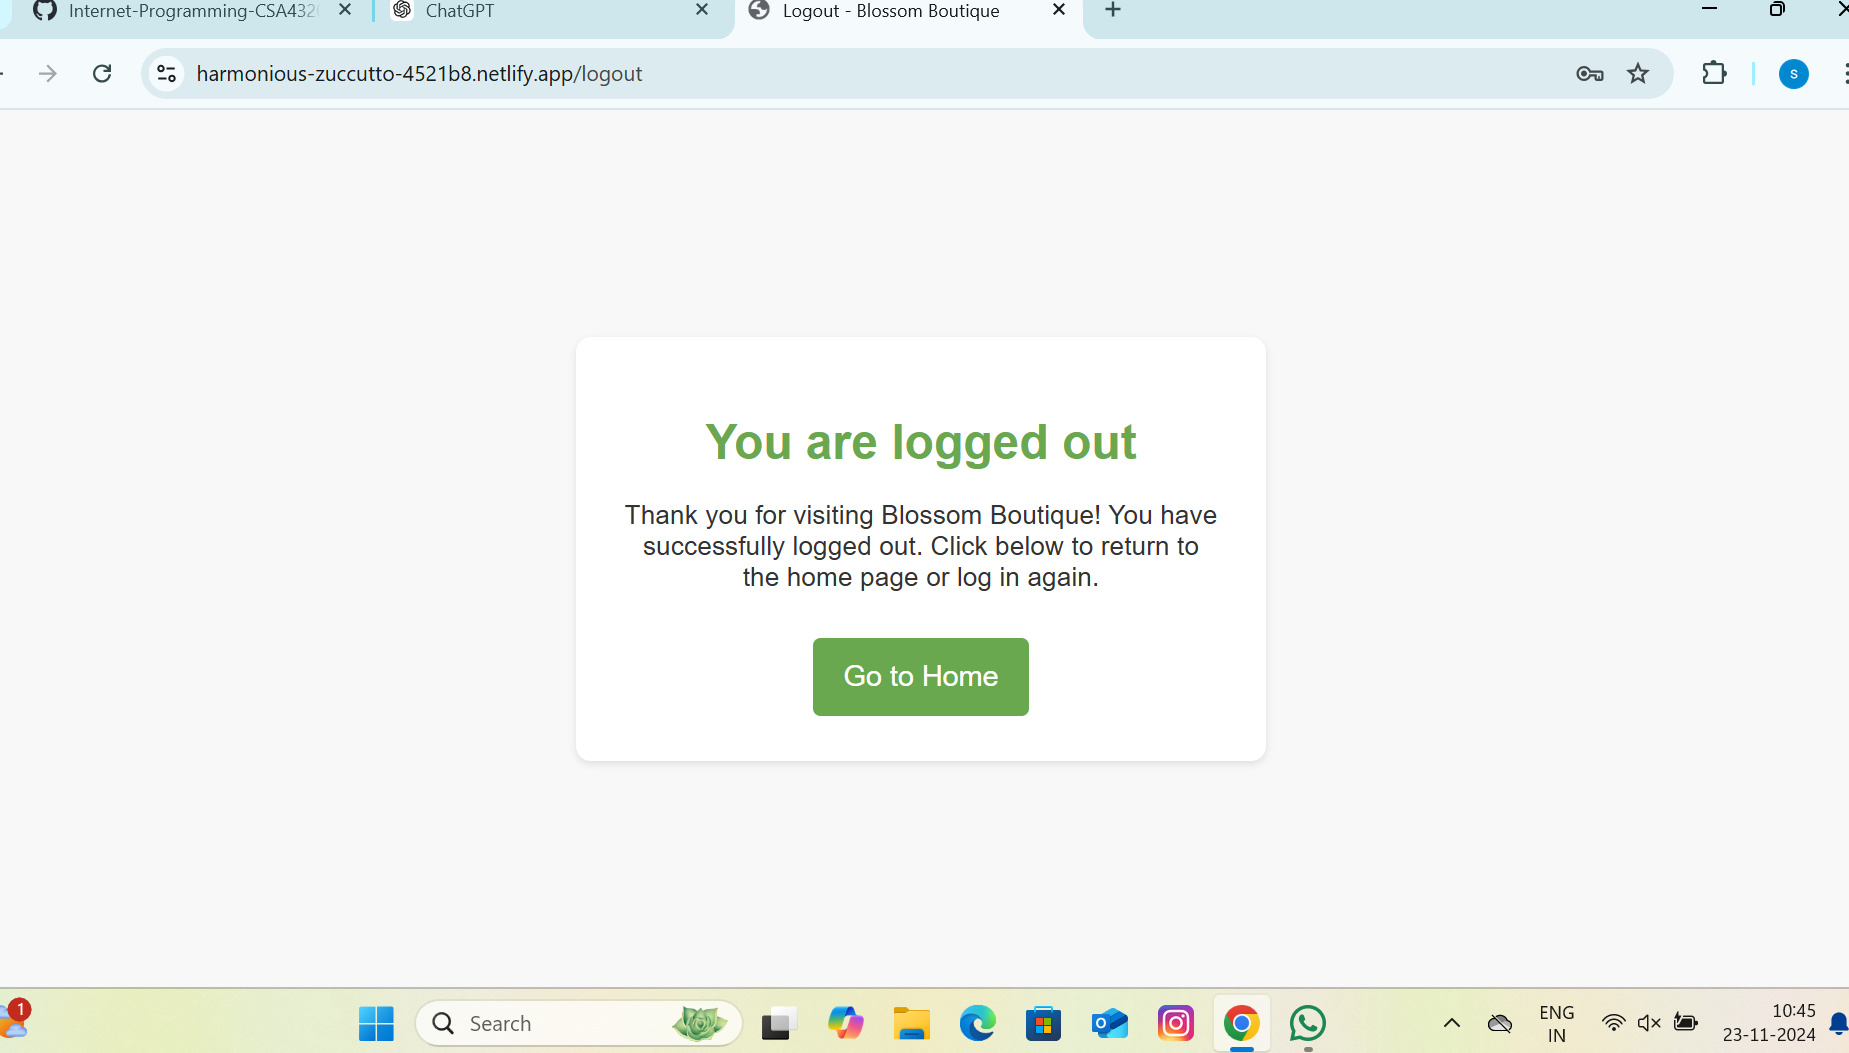 Internet-Programming-CSA432
ChatGPT
Logout - Blossom Boutique
harmonious-zuccutto-4521b8.netlify.app/logout
S
You are logged out
Thank you for visiting Blossom Boutique! You have
successfully logged out. Click below to return to
the home page or log in again.
Go to Home
1
Search
ENG
IN
10:45
23-11-2024